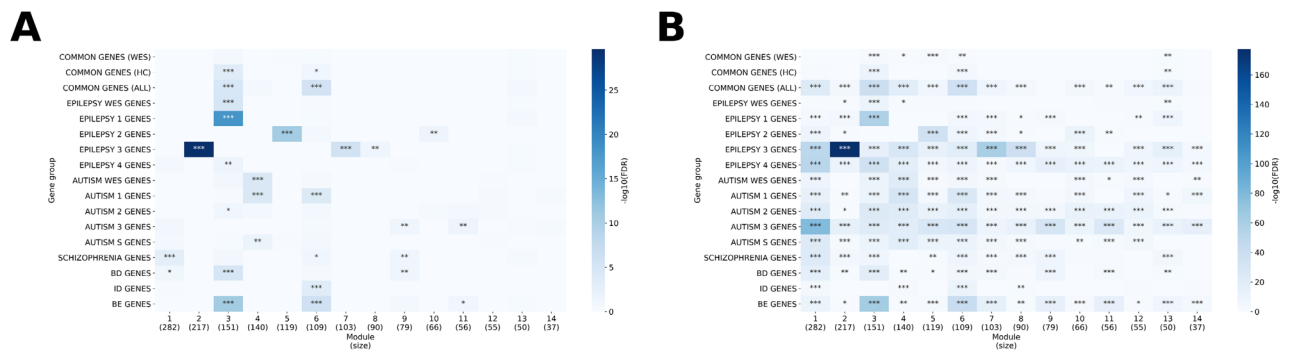 A
Gene group
COMMON GENES (WES)
COMMON GENES (HC) *** *
COMMON GENES (ALL) *** ***
EPILEPSY WES GENES ***
EPILEPSY 1 GENES ***
EPILEPSY 2 GENES *** **
EPILEPSY 3 GENES *** *** **
EPILEPSY 4 GENES **
AUTISM WES GENES ***
AUTISM 1 GENES *** ***
AUTISM 2 GENES *
AUTISM 3 GENES ** **
AUTISM S GENES **
SCHIZOPHRENIA GENES *** * **
BD GENES * *** **
ID GENES ***
BE GENES *** *** *
1 2 3 4 5 6 7 8 9 10 11 12 13 14
(282) (217) (151) (140) (119) (109) (103) (90) (79) (66) (56) (55) (50) (37)
Module
(size)
25
20
15
10
5
0
-log10(FDR)
B
Gene group
COMMON GENES (WES) *** * *** ** **
COMMON GENES (HC) *** *** **
COMMON GENES (ALL) *** *** *** *** *** *** *** *** *** ** *** ***
EPILEPSY WES GENES * *** * **
EPILEPSY 1 GENES *** *** *** *** *** * *** ** ***
EPILEPSY 2 GENES *** * *** *** *** * *** **
EPILEPSY 3 GENES *** *** *** *** *** *** *** *** *** *** *** *** ***
EPILEPSY 4 GENES *** *** *** *** *** *** *** *** *** *** *** *** *** ***
AUTISM WES GENES *** *** *** *** *** *** *** *** * *** **
AUTISM 1 GENES *** ** *** *** *** *** *** *** *** *** * ***
AUTISM 2 GENES *** * *** *** *** *** *** *** *** *** *** *** ***
AUTISM 3 GENES *** *** *** *** *** *** *** *** *** *** *** *** *** ***
AUTISM S GENES *** *** *** *** *** *** *** *** ** *** ***
SCHIZOPHRENIA GENES *** *** *** ** *** *** *** *** ***
BD GENES *** ** *** ** * *** *** *** *** **
ID GENES *** *** *** **
BE GENES *** * *** ** *** *** *** ** *** *** *** * *** ***
1 2 3 4 5 6 7 8 9 10 11 12 13 14
(282) (217) (151) (140) (119) (109) (103) (90) (79) (66) (56) (55) (50) (37)
Module
(size)
160
140
120
100
80
60
40
20
0
-log10(FDR)